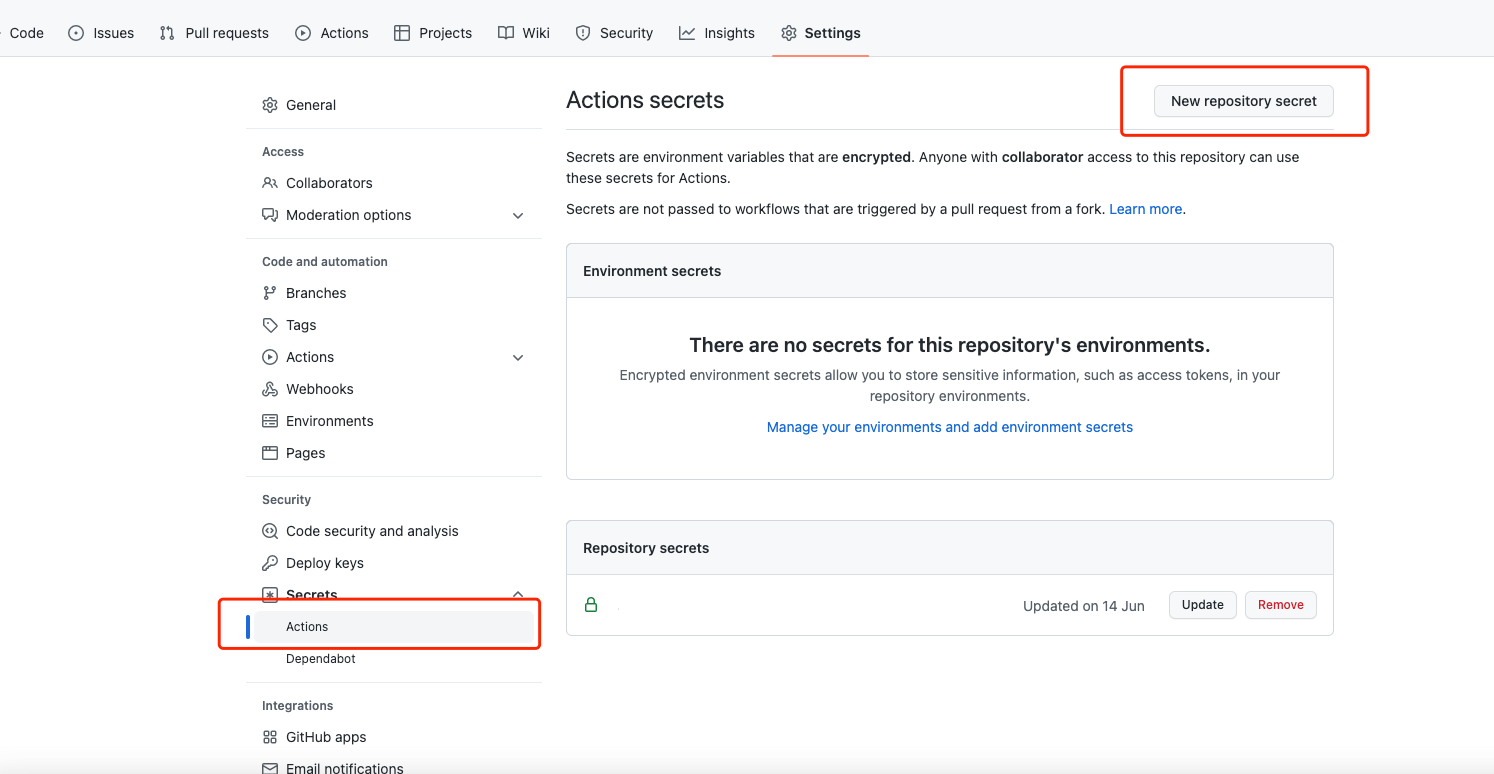 Code
Issues
Pull requests
Actions
Projects
Wiki
Security
Insights
Settings
General
Access
Collaborators
Moderation options
Code and automation
Branches
Tags
Actions
Webhooks
Environments
Pages
Security
Code security and analysis
Deploy keys
Secrets
Actions
Dependabot
Integrations
GitHub apps
Email notifications
Actions secrets
New repository secret
Secrets are environment variables that are encrypted. Anyone with collaborator access to this repository can use
these secrets for Actions.
Secrets are not passed to workflows that are triggered by a pull request from a fork. Learn more.
Environment secrets
There are no secrets for this repository's environments.
Encrypted environment secrets allow you to store sensitive information, such as access tokens, in your
repository environments.
Manage your environments and add environment secrets
Repository secrets
Updated on 14 Jun
Update
Remove